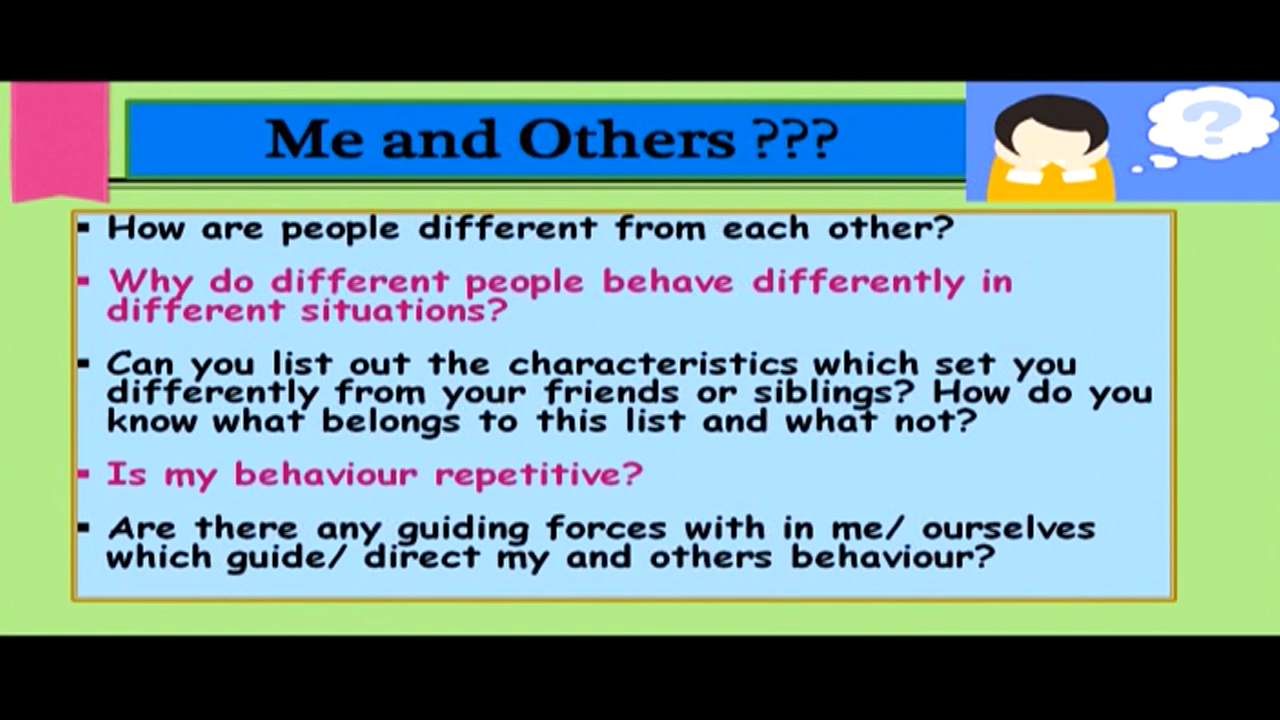 Me and Others ???
?
▪ How are people different from each other?
▪ Why do different people behave differently in
different situations?
▪ Can you list out the characteristics which set you
differently from your friends or siblings? How do you
know what belongs to this list and what not?
▪ Is my behaviour repetitive?
▪ Are there any guiding forces with in me/ ourselves
which guide/ direct my and others behaviour?